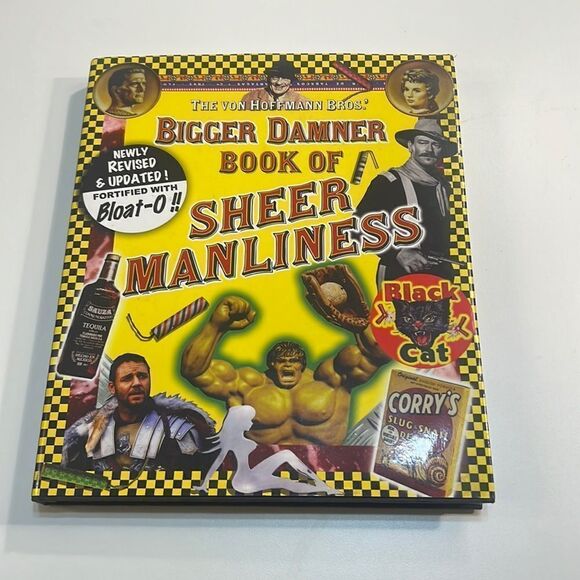 THE VON HOFFMANN BROS.'
BIGGER DAMNER
BOOK OF
SHEER
MANLINESS
NEWLY
REVISED
& UPDATED!
FORTIFIED WITH
Bloat-O!!
SAUZA
TEQUILA
Black
Cat
CORRY'S
SLUG